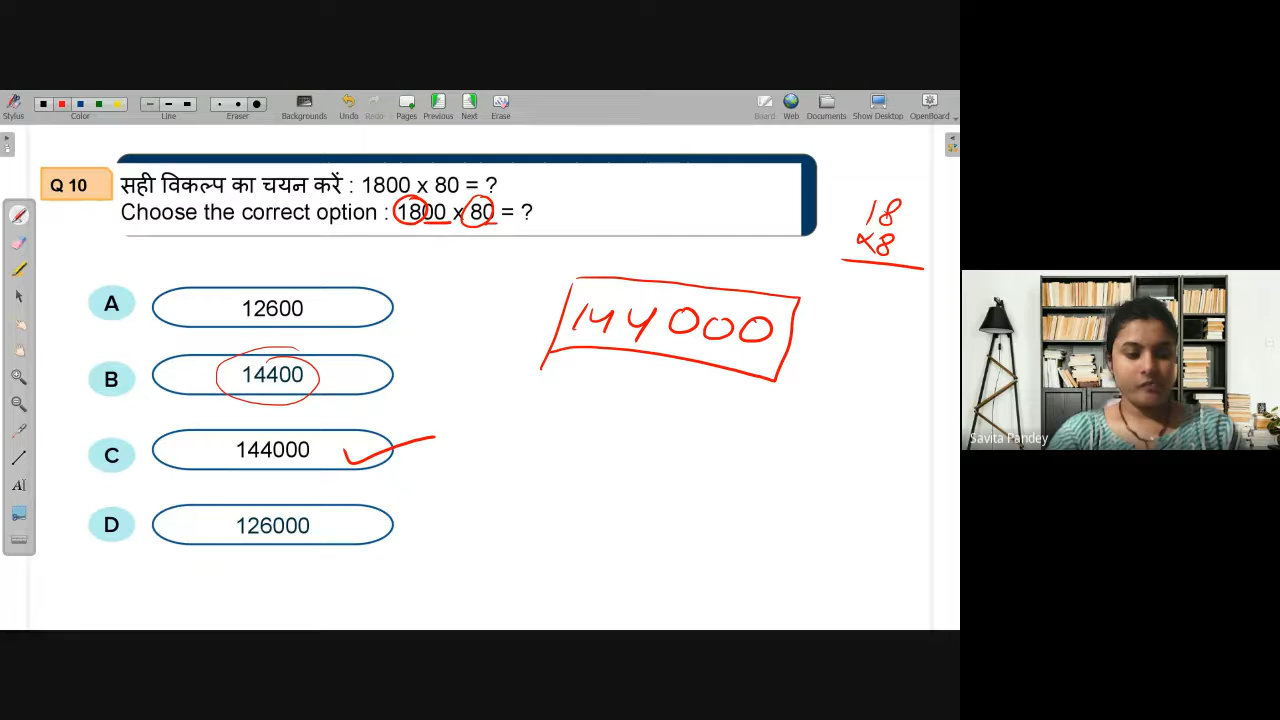 Stylus
Color
Line
Eraser
Backgrounds
Undo
Redo
Pages
Previous
Next
Erase
Board
Web
Documents
Show Desktop
OpenBoard
Q 10
सही विकल्प का चयन करें : 1800 x 80 = ?
Choose the correct option : 1800 x 80 = ?
18
×8
A
12600
144000
B
14400
C
144000
D
126000
Savita Pandey